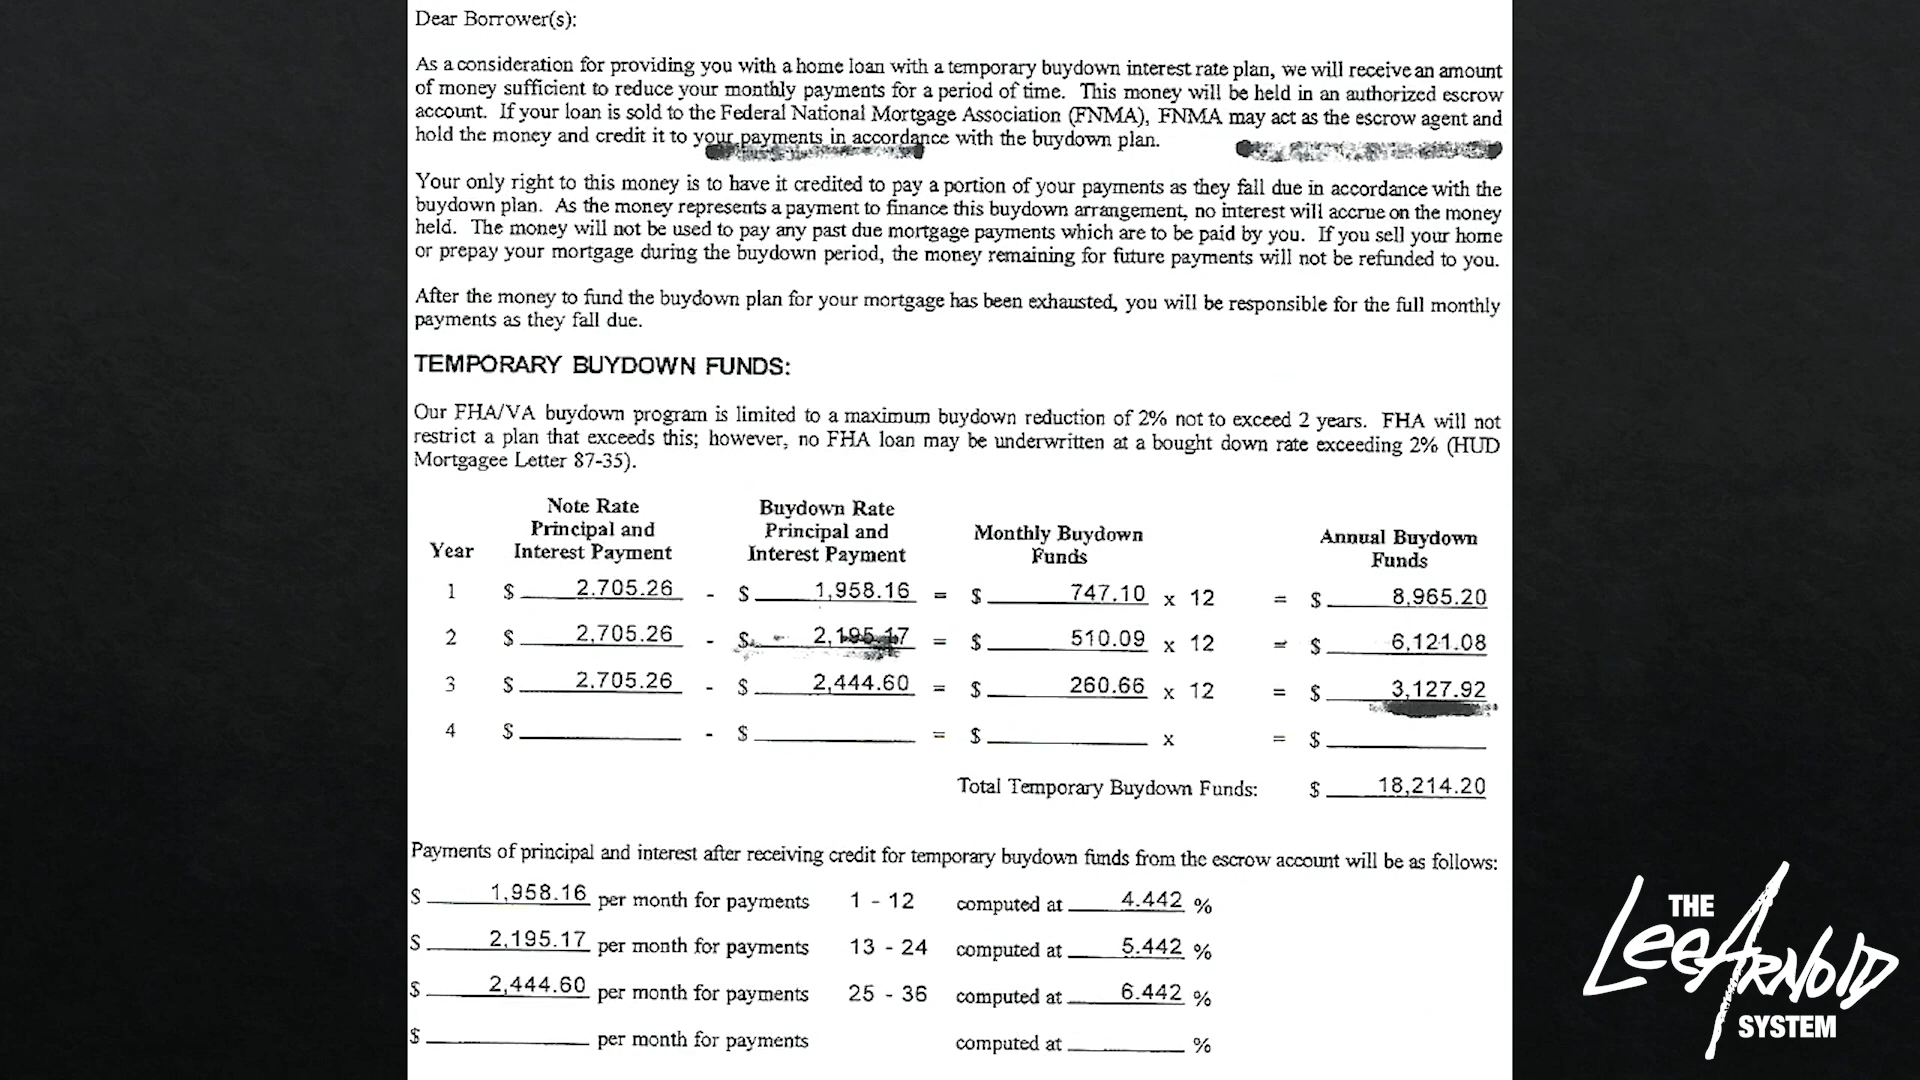 Dear Borrower(s):
As a consideration for providing you with a home loan with a temporary buydown interest rate plan, we will receive an amount
of money sufficient to reduce your monthly payments for a period of time. This money will be held in an authorized escrow
account. If your loan is sold to the Federal National Mortgage Association (FNMA), FNMA may act as the escrow agent and
hold the money and credit it to your payments in accordance with the buydown plan.
Your only right to this money is to have it credited to pay a portion of your payments as they fall due in accordance with the
buydown plan. As the money represents a payment to finance this buydown arrangement, no interest will accrue on the money
held. The money will not be used to pay any past due mortgage payments which are to be paid by you. If you sell your home
or prepay your mortgage during the buydown period, the money remaining for future payments will not be refunded to you.
After the money to fund the buydown plan for your mortgage has been exhausted, you will be responsible for the full monthly
payments as they fall due.
TEMPORARY BUYDOWN FUNDS:
Our FHA/VA buydown program is limited to a maximum buydown reduction of 2% not to exceed 2 years. FHA will not
restrict a plan that exceeds this; however, no FHA loan may be underwritten at a bought down rate exceeding 2% (HUD
Mortgagee Letter 87-35).
Note Rate Buydown Rate
Principal and Principal and Monthly Buydown Annual Buydown
Year Interest Payment Interest Payment Funds Funds
1 $ 2.705.26 - $ 1,958.16 = $ 747.10 x 12 = $ 8,965.20
2 $ 2,705.26 - $ 2,195.17 = $ 510.09 x 12 = $ 6,121.08
3 $ 2,705.26 - $ 2,444.60 = $ 260.66 x 12 = $ 3,127.92
4 $ - $ = $ x = $
Total Temporary Buydown Funds: $ 18,214.20
Payments of principal and interest after receiving credit for temporary buydown funds from the escrow account will be as follows:
$ 1,958.16 per month for payments 1 - 12 computed at 4.442 %
$ 2,195.17 per month for payments 13 - 24 computed at 5.442 %
$ 2,444.60 per month for payments 25 - 36 computed at 6.442 %
$ per month for payments computed at %
THE
Lee Arnold
SYSTEM